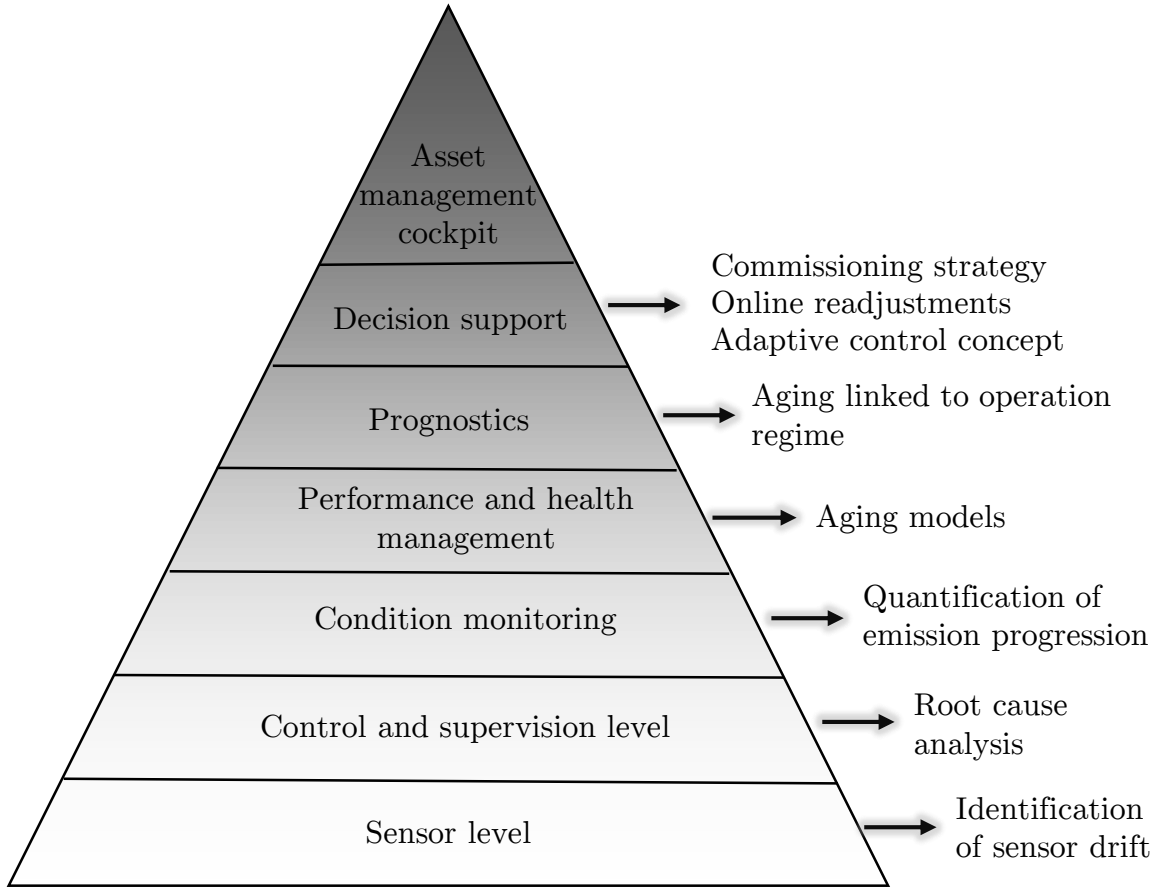 Asset
management
cockpit
Decision support
Commissioning strategy
Online readjustments
Adaptive control concept
Prognostics
Aging linked to operation
regime
Performance and health
management
Aging models
Condition monitoring
Quantification of
emission progression
Control and supervision level
Root cause
analysis
Sensor level
Identification
of sensor drift